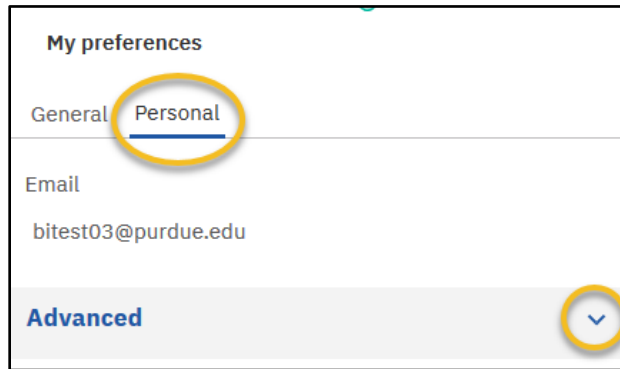 My preferences
General Personal
Email
bitest03@purdue.edu
Advanced